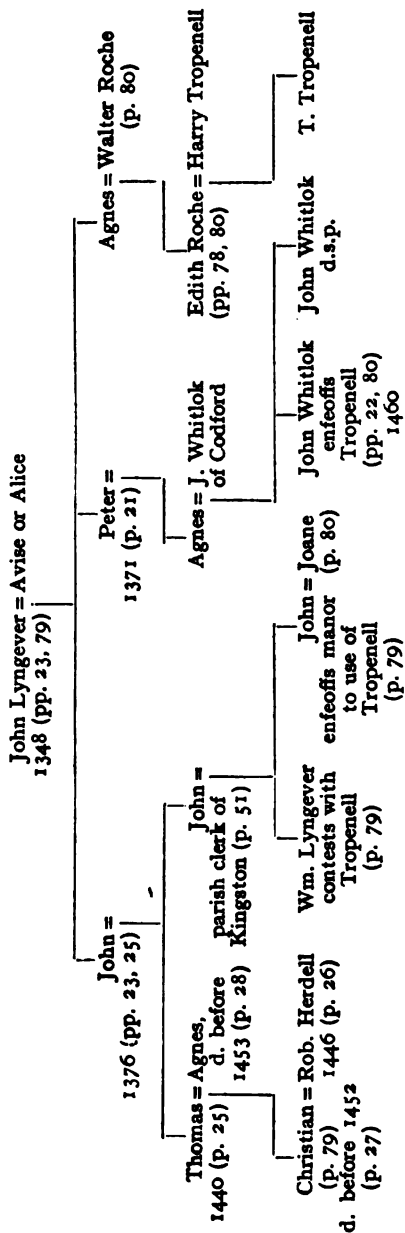 John Lyngever = Avise or Alice
1348 (pp. 23, 79)
John =
1376 (pp. 23, 25)
Peter =
1371 (p. 21)
Agnes = Walter Roche
(p. 80)
Thomas = Agnes,
1440 (p. 25)
d. before
1453 (p. 28)
John =
parish clerk of
Kingston (p. 51)
Agnes = J. Whitlok
of Codford
Edith Roche = Harry Tropenell
(pp. 78, 80)
Christian = Rob. Herdell
(p. 79)
1446 (p. 26)
d. before 1452
(p. 27)
Wm. Lyngever
contests with
Tropenell
(p. 79)
John = Joane
(p. 80)
enfeoffs manor
to use of
Tropenell
(p. 79)
John Whitlok
enfeoffs
Tropenell
(pp. 22, 80)
1460
John Whitlok
d.s.p.
T. Tropenell